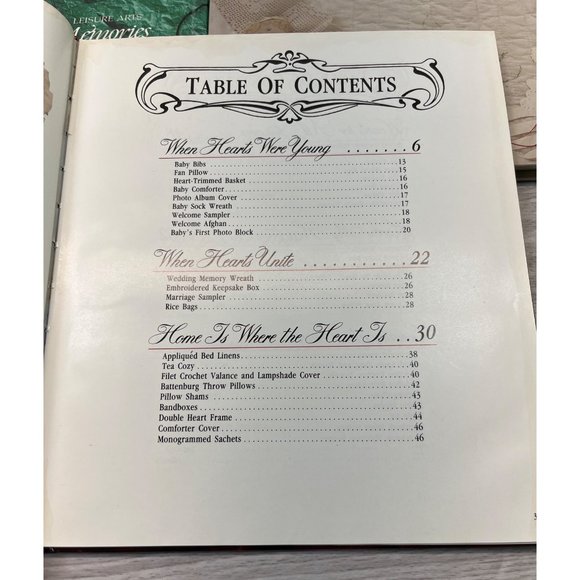 LEISURE ARTS
Memories
TABLE OF CONTENTS
When Hearts Were Young ....... 6
Baby Bibs ........ 13
Fan Pillow ........ 15
Heart-Trimmed Basket ........ 16
Baby Comforter ........ 16
Photo Album Cover ........ 17
Baby Sock Wreath ........ 17
Welcome Sampler ........ 18
Welcome Afghan ........ 18
Baby's First Photo Block ........ 20
When Hearts Unite ........... 22
Wedding Memory Wreath ........ 26
Embroidered Keepsake Box ........ 26
Marriage Sampler ........ 28
Rice Bags ........ 28
Home Is Where the Heart Is .. 30
Appliquéd Bed Linens ........ 38
Tea Cozy ........ 40
Filet Crochet Valance and Lampshade Cover ........ 40
Battenburg Throw Pillows ........ 42
Pillow Shams ........ 43
Bandboxes ........ 43
Double Heart Frame ........ 44
Comforter Cover ........ 46
Monogrammed Sachets ........ 46